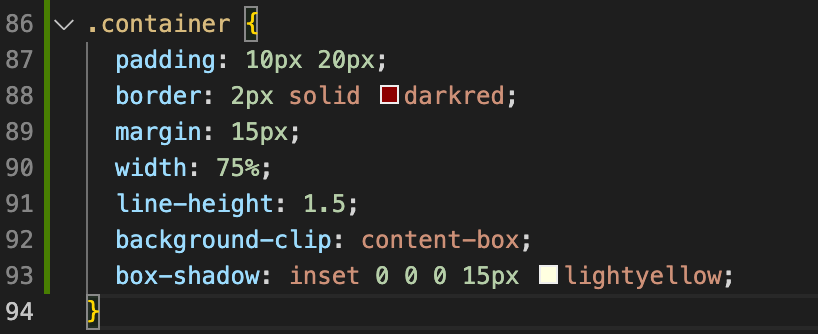 86 .container {
87 padding: 10px 20px;
88 border: 2px solid darkred;
89 margin: 15px;
90 width: 75%;
91 line-height: 1.5;
92 background-clip: content-box;
93 box-shadow: inset 0 0 0 15px lightyellow;
94 }